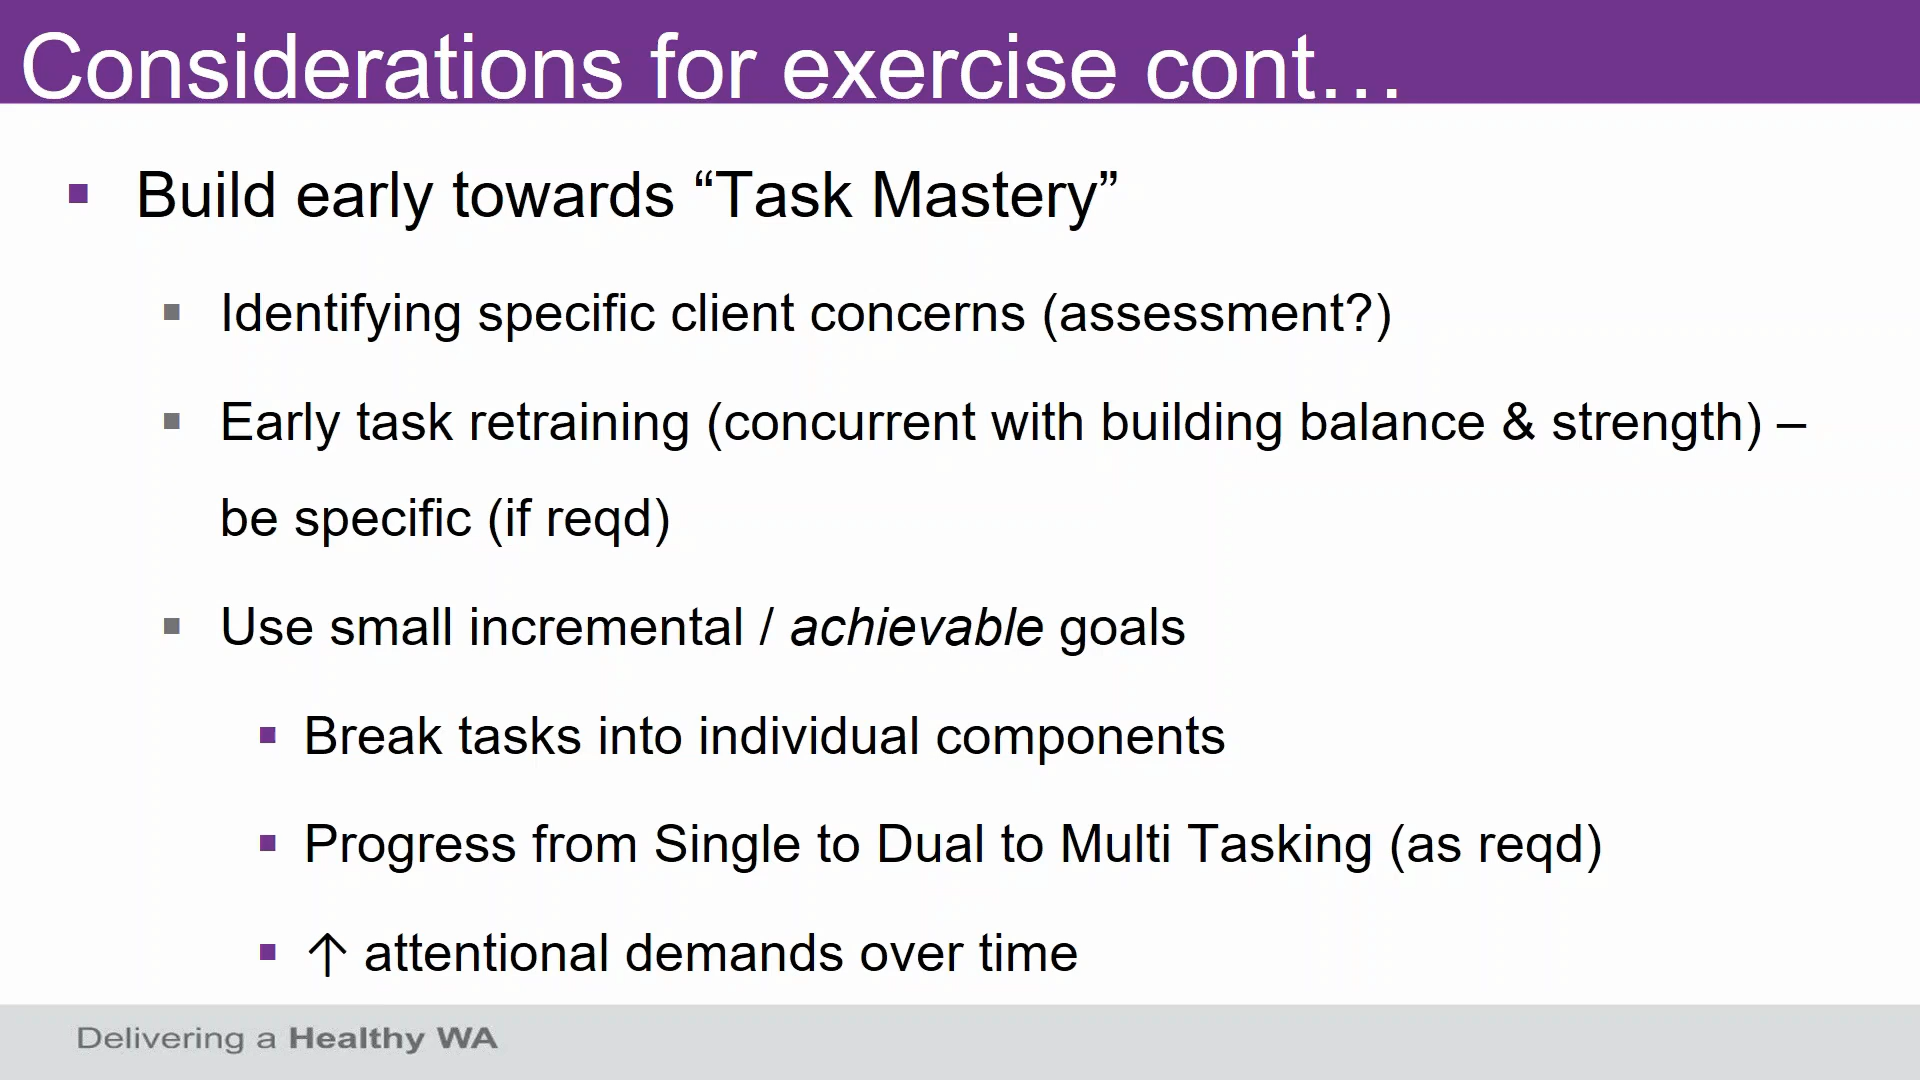 Considerations for exercise cont…
▪ Build early towards “Task Mastery”
▪ Identifying specific client concerns (assessment?)
▪ Early task retraining (concurrent with building balance & strength) –
be specific (if reqd)
▪ Use small incremental / achievable goals
▪ Break tasks into individual components
▪ Progress from Single to Dual to Multi Tasking (as reqd)
▪ ↑ attentional demands over time
Delivering a Healthy WA